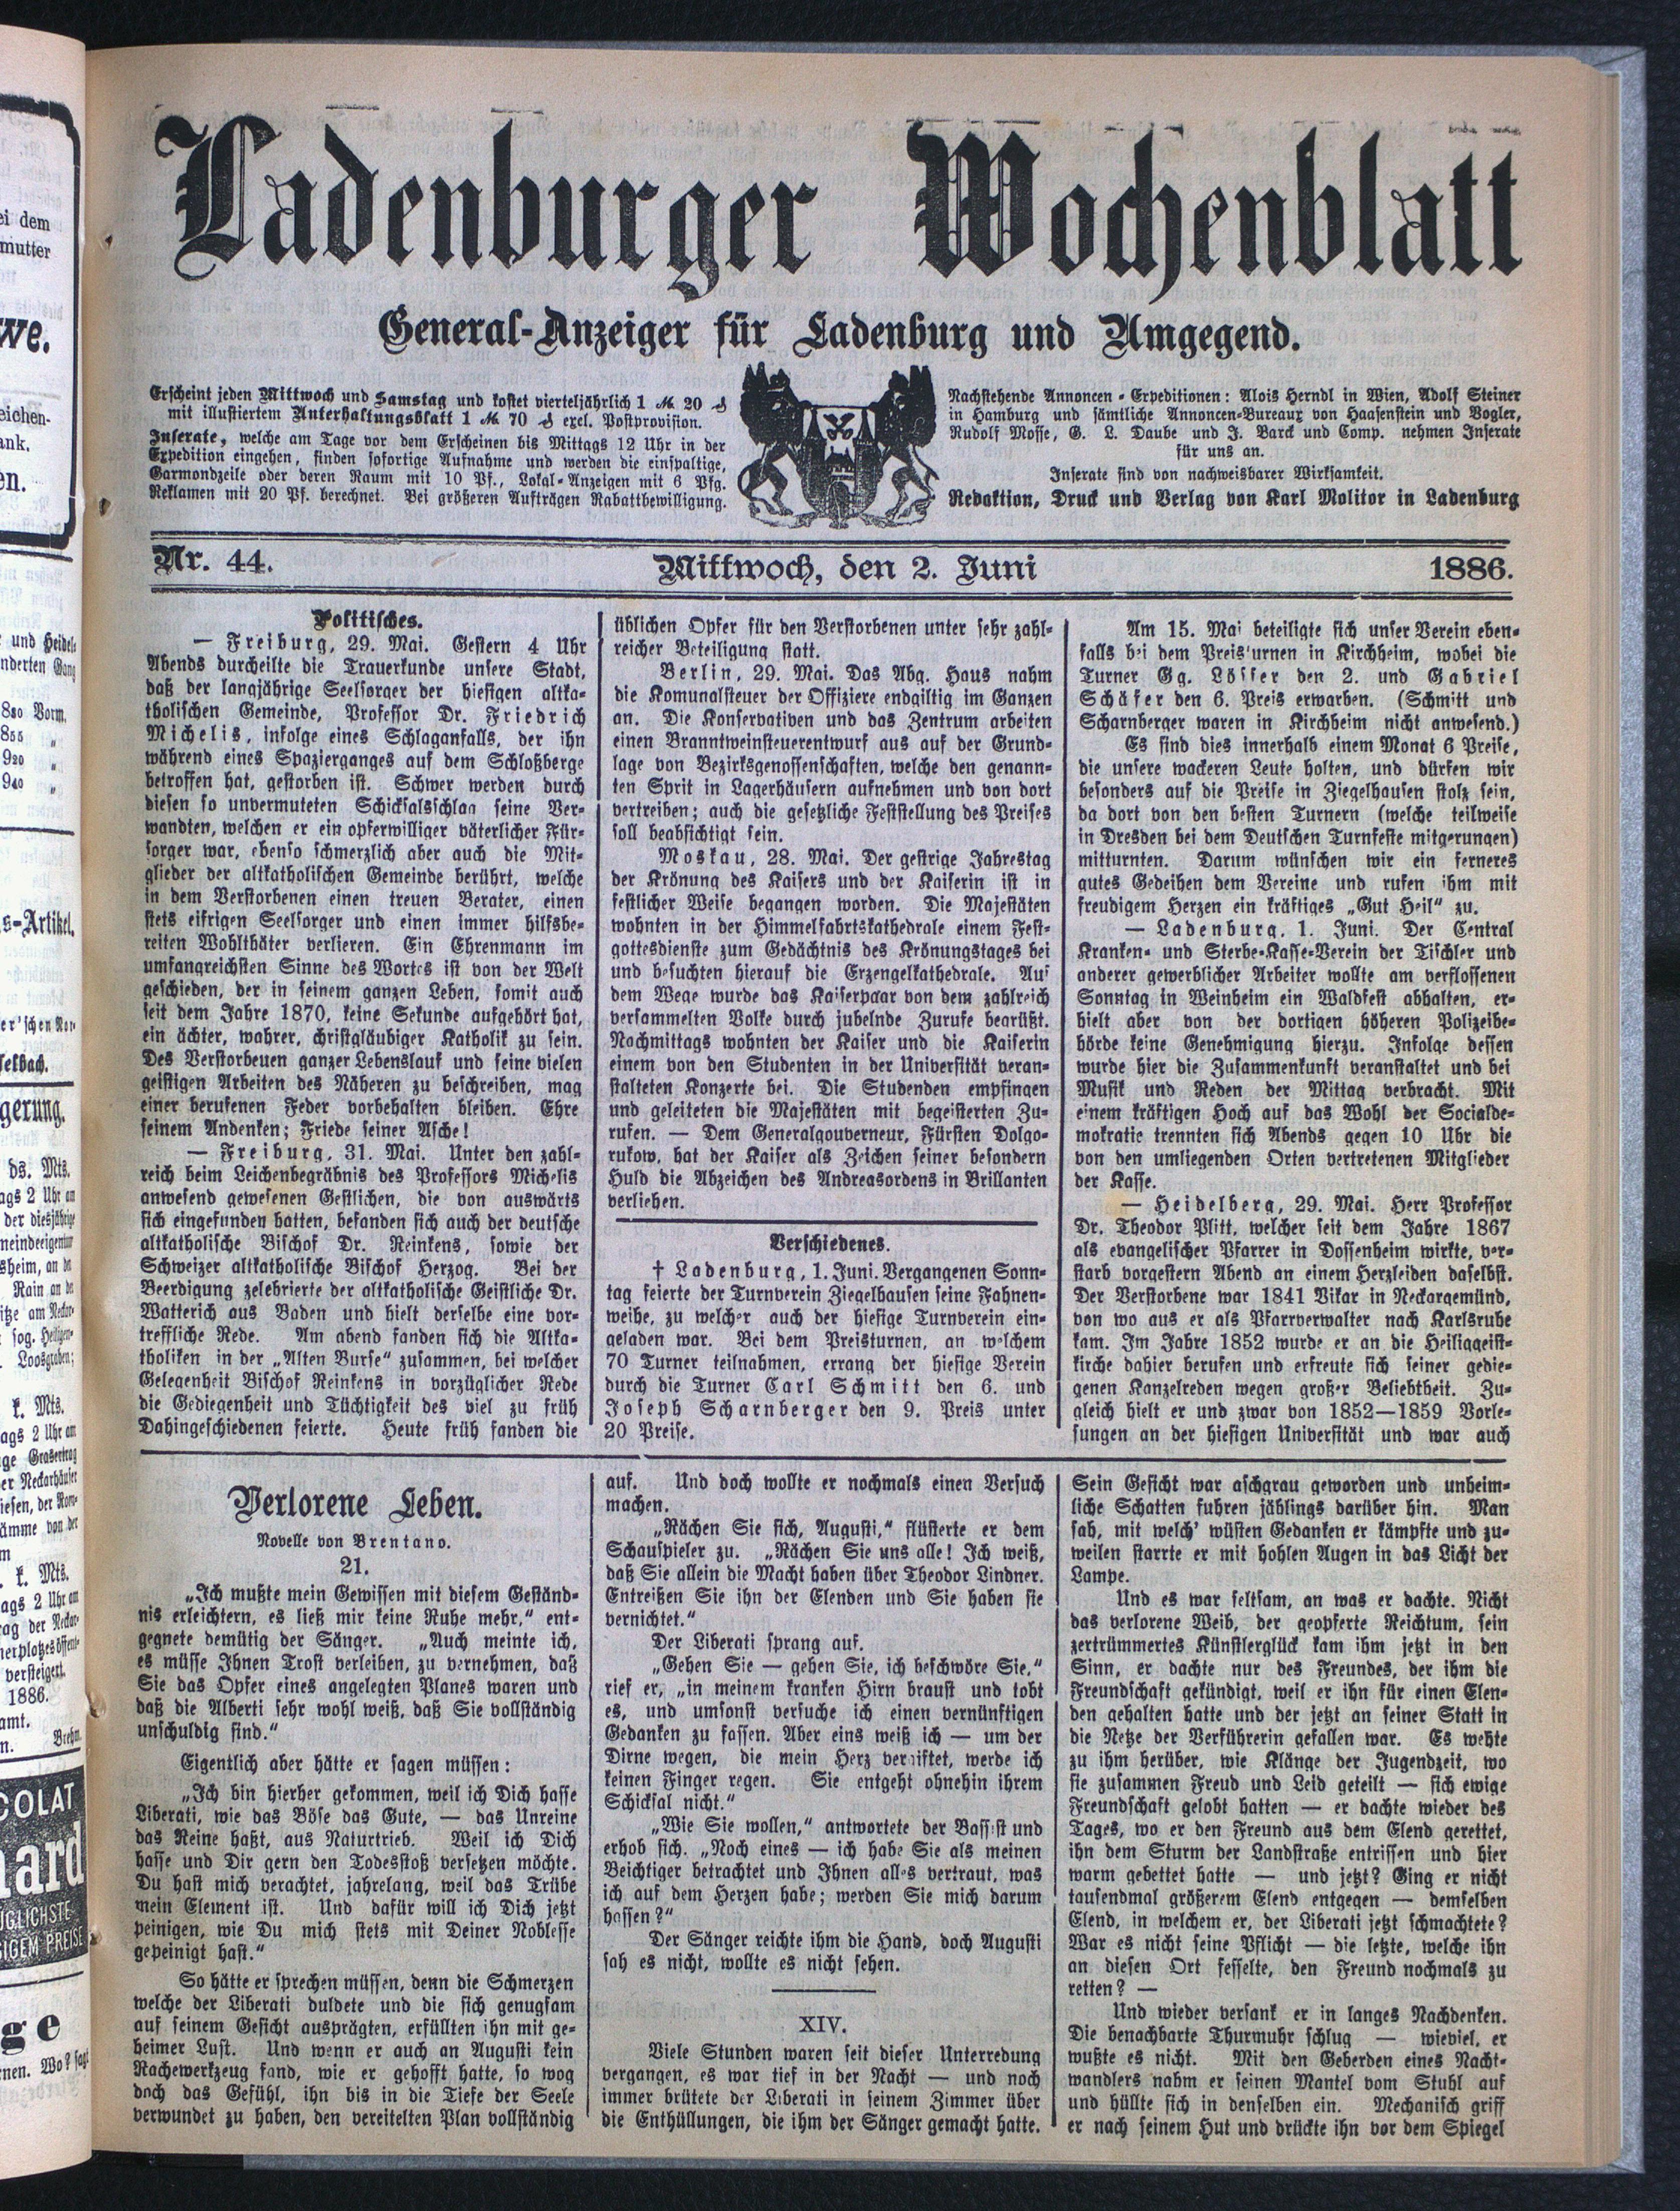 Ladenburger Wochenblatt
General-Anzeiger für Ladenburg und Umgegend.
Erscheint jeden Mittwoch und Samstag und kostet vierteljährlich 1 ℳ 20 ₰
mit illustiertem Unterhaltungsblatt 1 ℳ 70 ₰ excl. Postprovision.
Inserate, welche am Tage vor dem Erscheinen bis Mittags 12 Uhr in der
Expedition eingehen, finden sofortige Aufnahme und werden die einspaltige,
Garmondzeile oder deren Raum mit 10 Pf., Lokal-Anzeigen mit 6 Pfg.
Reklamen mit 20 Pf. berechnet. Bei größeren Aufträgen Rabattbewilligung.
Nachstehende Annoncen-Expeditionen: Alois Herndl in Wien, Adolf Steiner
in Hamburg und sämtliche Annoncen-Bureaux von Haasenstein und Vogler,
Rudolf Mosse, G. L. Daube und J. Barck und Comp. nehmen Inserate
für uns an.
Inserate sind von nachweisbarer Wirksamkeit.
Redaktion, Druck und Verlag von Karl Molitor in Ladenburg
Nr. 44.
Mittwoch, den 2. Juni
1886.
Politisches.
— Freiburg, 29. Mai. Gestern 4 Uhr
Abends durcheilte die Trauerkunde unsere Stadt,
daß der langjährige Seelsorger der hiesigen altka-
tholischen Gemeinde, Professor Dr. Friedrich
Michelis, infolge eines Schlaganfalls, der ihn
während eines Spazierganges auf dem Schloßberge
betroffen hat, gestorben ist. Schwer werden durch
diesen so unvermuteten Schicksalsschlag seine Ver-
wandten, welchen er ein opferwilliger väterlicher Für-
sorger war, ebenso schmerzlich aber auch die Mit-
glieder der altkatholischen Gemeinde berührt, welche
in dem Verstorbenen einen treuen Berater, einen
stets eifrigen Seelsorger und einen immer hilfsbe-
reiten Wohlthäter verlieren. Ein Ehrenmann im
umfangreichsten Sinne des Wortes ist von der Welt
geschieden, der in seinem ganzen Leben, somit auch
seit dem Jahre 1870, keine Sekunde aufgehört hat,
ein ächter, wahrer, christgläubiger Katholik zu sein.
Des Verstorbeuen ganzer Lebenslauf und seine vielen
geistigen Arbeiten des Näheren zu beschreiben, mag
einer berufenen Feder vorbehalten bleiben. Ehre
seinem Andenken; Friede seiner Asche!
— Freiburg, 31. Mai. Unter den zahl-
reich beim Leichenbegräbnis des Professors Michelis
anwesend gewesenen Gestlichen, die von auswärts
sich eingefunden hatten, befanden sich auch der deutsche
altkatholische Bischof Dr. Reinkens, sowie der
Schweizer altkatholische Bischof Herzog. Bei der
Beerdigung zelebrierte der altkatholische Geistliche Dr.
Watterich aus Baden und hielt derselbe eine vor-
treffliche Rede. Am abend fanden sich die Altka-
tholiken in der „Alten Burse“ zusammen, bei welcher
Gelegenheit Bischof Reinkens in vorzüglicher Rede
die Gediegenheit und Tüchtigkeit des viel zu früh
Dahingeschiedenen feierte. Heute früh fanden die
üblichen Opfer für den Verstorbenen unter sehr zahl-
reicher Beteiligung statt.
Berlin, 29. Mai. Das Abg. Haus nahm
die Komunalsteuer der Offiziere endgiltig im Ganzen
an. Die Konservativen und das Zentrum arbeiten
einen Branntweinsteuerentwurf aus auf der Grund-
lage von Bezirksgenossenschaften, welche den genann-
ten Sprit in Lagerhäusern aufnehmen und von dort
vertreiben; auch die gesetzliche Feststellung des Preises
soll beabsichtigt sein.
Moskau, 28. Mai. Der gestrige Jahrestag
der Krönung des Kaisers und der Kaiserin ist in
festlicher Weise begangen worden. Die Majestäten
wohnten in der Himmelfahrtskathedrale einem Fest-
gottesdienste zum Gedächtnis des Krönungstages bei
und besuchten hierauf die Erzengelkathedrale. Auf
dem Wege wurde das Kaiserpaar von dem zahlreich
versammelten Volke durch jubelnde Zurufe begrüßt.
Nachmittags wohnten der Kaiser und die Kaiserin
einem von den Studenten in der Universität veran-
stalteten Konzerte bei. Die Studenden empfingen
und geleiteten die Majestäten mit begeisterten Zu-
rufen. — Dem Generalgouverneur, Fürsten Dolgo-
rukow, hat der Kaiser als Zeichen seiner besondern
Huld die Abzeichen des Andreasordens in Brillanten
verliehen.
Verschiedenes.
† Ladenburg, 1. Juni. Vergangenen Sonn-
tag feierte der Turnverein Ziegelhausen seine Fahnen-
weihe, zu welcher auch der hiesige Turnverein ein-
geladen war. Bei dem Preisturnen, an welchem
70 Turner teilnahmen, errang der hiesige Verein
durch die Turner Carl Schmitt den 6. und
Joseph Scharnberger den 9. Preis unter
20 Preise.
Am 15. Mai beteiligte sich unser Verein eben-
falls bei dem Preisturnen in Kirchheim, wobei die
Turner Gg. Lösser den 2. und Gabriel
Schäfer den 6. Preis erwarben. (Schmitt und
Scharnberger waren in Kirchheim nicht anwesend.)
Es sind dies innerhalb einem Monat 6 Preise,
die unsere wackeren Leute holten, und dürfen wir
besonders auf die Preise in Ziegelhausen stolz sein,
da dort von den besten Turnern (welche teilweise
in Dresden bei dem Deutschen Turnfeste mitgerungen)
mitturnten. Darum wünschen wir ein ferneres
gutes Gedeihen dem Vereine und rufen ihm mit
freudigem Herzen ein kräftiges „Gut Heil“ zu.
— Ladenburg, 1. Juni. Der Central
Kranken- und Sterbe-Kasse-Verein der Tischler und
anderer gewerblicher Arbeiter wollte am verflossenen
Sonntag in Weinheim ein Waldfest abhalten, er-
hielt aber von der dortigen höheren Polizeibe-
hörde keine Genehmigung hierzu. Infolge dessen
wurde hier die Zusammenkunft veranstaltet und bei
Musik und Reden der Mittag verbracht. Mit
einem kräftigen Hoch auf das Wohl der Socialde-
mokratie trennten sich Abends gegen 10 Uhr die
von den umliegenden Orten vertretenen Mitglieder
der Kasse.
— Heidelberg, 29. Mai. Herr Professor
Dr. Theodor Plitt, welcher seit dem Jahre 1867
als evangelischer Pfarrer in Dossenheim wirkte, ver-
starb vorgestern Abend an einem Herzleiden daselbst.
Der Verstorbene war 1841 Vikar in Neckargemünd,
von wo aus er als Pfarrverwalter nach Karlsruhe
kam. Im Jahre 1852 wurde er an die Heiliggeist-
kirche dahier berufen und erfreute sich seiner gedie-
genen Kanzelreden wegen großer Beliebtheit. Zu-
gleich hielt er und zwar von 1852—1859 Vorle-
sungen an der hiesigen Universität und war auch
Verlorene Leben.
Novelle von Brentano.
21.
„Ich mußte mein Gewissen mit diesem Geständ-
nis erleichtern, es ließ mir keine Ruhe mehr,“ ent-
gegnete demütig der Sänger. „Auch meinte ich,
es müsse Ihnen Trost verleihen, zu vernehmen, daß
Sie das Opfer eines angelegten Planes waren und
daß die Alberti sehr wohl weiß, daß Sie vollständig
unschuldig sind.“
Eigentlich aber hätte er sagen müssen:
„Ich bin hierher gekommen, weil ich Dich hasse
Liberati, wie das Böse das Gute, — das Unreine
das Reine haßt, aus Naturtrieb. Weil ich Dich
hasse und Dir gern den Todesstoß versetzen möchte.
Du hast mich verachtet, jahrelang, weil das Trübe
mein Element ist. Und dafür will ich Dich jetzt
peinigen, wie Du mich stets mit Deiner Noblesse
gepeinigt hast.“
So hätte er sprechen müssen, denn die Schmerzen
welche der Liberati duldete und die sich genugsam
auf seinem Gesicht ausprägten, erfüllten ihn mit ge-
heimer Lust. Und wenn er auch an Augusti kein
Rachewerkzeug fand, wie er gehofft hatte, so wog
doch das Gefühl, ihn bis in die Tiefe der Seele
verwundet zu haben, den vereitelten Plan vollständig
auf. Und doch wollte er nochmals einen Versuch
machen.
„Rächen Sie sich, Augusti,“ flüsterte er dem
Schauspieler zu. „Rächen Sie uns alle! Ich weiß,
daß Sie allein die Macht haben über Theodor Lindner.
Entreißen Sie ihn der Elenden und Sie haben sie
vernichtet.“
Der Liberati sprang auf.
„Gehen Sie — gehen Sie, ich beschwöre Sie,“
rief er, „in meinem kranken Hirn braust und tobt
es, und umsonst versuche ich einen vernünftigen
Gedanken zu fassen. Aber eins weiß ich — um der
Dirne wegen, die mein Herz vergiftet, werde ich
keinen Finger regen. Sie entgeht ohnehin ihrem
Schicksal nicht.“
„Wie Sie wollen,“ antwortete der Bassist und
erhob sich. „Noch eines — ich habe Sie als meinen
Beichtiger betrachtet und Ihnen alles vertraut, was
ich auf dem Herzen habe; werden Sie mich darum
hassen?“
Der Sänger reichte ihm die Hand, doch Augusti
sah es nicht, wollte es nicht sehen.
XIV.
Viele Stunden waren seit dieser Unterredung
vergangen, es war tief in der Nacht — und noch
immer brütete der Liberati in seinem Zimmer über
die Enthüllungen, die ihm der Sänger gemacht hatte.
Sein Gesicht war aschgrau geworden und unheim-
liche Schatten fuhren jählings darüber hin. Man
sah, mit welch' wüsten Gedanken er kämpfte und zu-
weilen starrte er mit hohlen Augen in das Licht der
Lampe.
Und es war seltsam, an was er dachte. Nicht
das verlorene Weib, der geopferte Reichtum, sein
zertrümmertes Künstlerglück kam ihm jetzt in den
Sinn, er dachte nur des Freundes, der ihm die
Freundschaft gekündigt, weil er ihn für einen Elen-
den gehalten hatte und der jetzt an seiner Statt in
die Netze der Verführerin gefallen war. Es wehte
zu ihm herüber, wie Klänge der Jugendzeit, wo
sie zusammen Freud und Leid geteilt — sich ewige
Freundschaft gelobt hatten — er dachte wieder des
Tages, wo er den Freund aus dem Elend gerettet,
ihn dem Sturm der Landstraße entrissen und hier
warm gebettet hatte — und jetzt? Ging er nicht
tausendmal größerem Elend entgegen — demselben
Elend, in welchem er, der Liberati jetzt schmachtete?
War es nicht seine Pflicht — die letzte, welche ihn
an diesen Ort fesselte, den Freund nochmals zu
retten? —
Und wieder versank er in langes Nachdenken.
Die benachbarte Thurmuhr schlug — wieviel, er
wußte es nicht. Mit den Geberden eines Nacht-
wandlers nahm er seinen Mantel vom Stuhl auf
und hüllte sich in denselben ein. Mechanisch griff
er nach seinem Hut und drückte ihn vor dem Spiegel